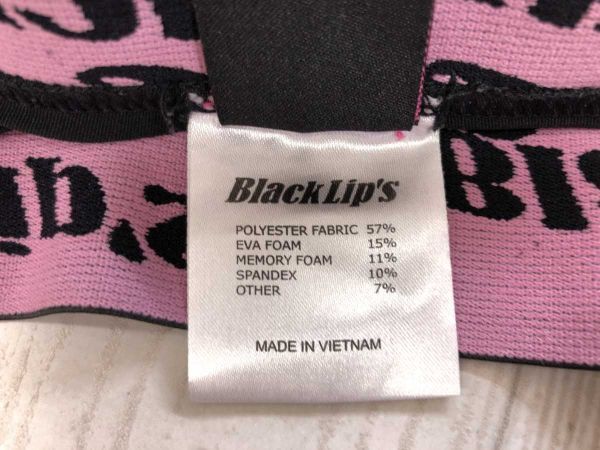 BlackLip's
POLYESTER FABRIC 57%
EVA FOAM 15%
MEMORY FOAM 11%
SPANDEX 10%
OTHER 7%
MADE IN VIETNAM